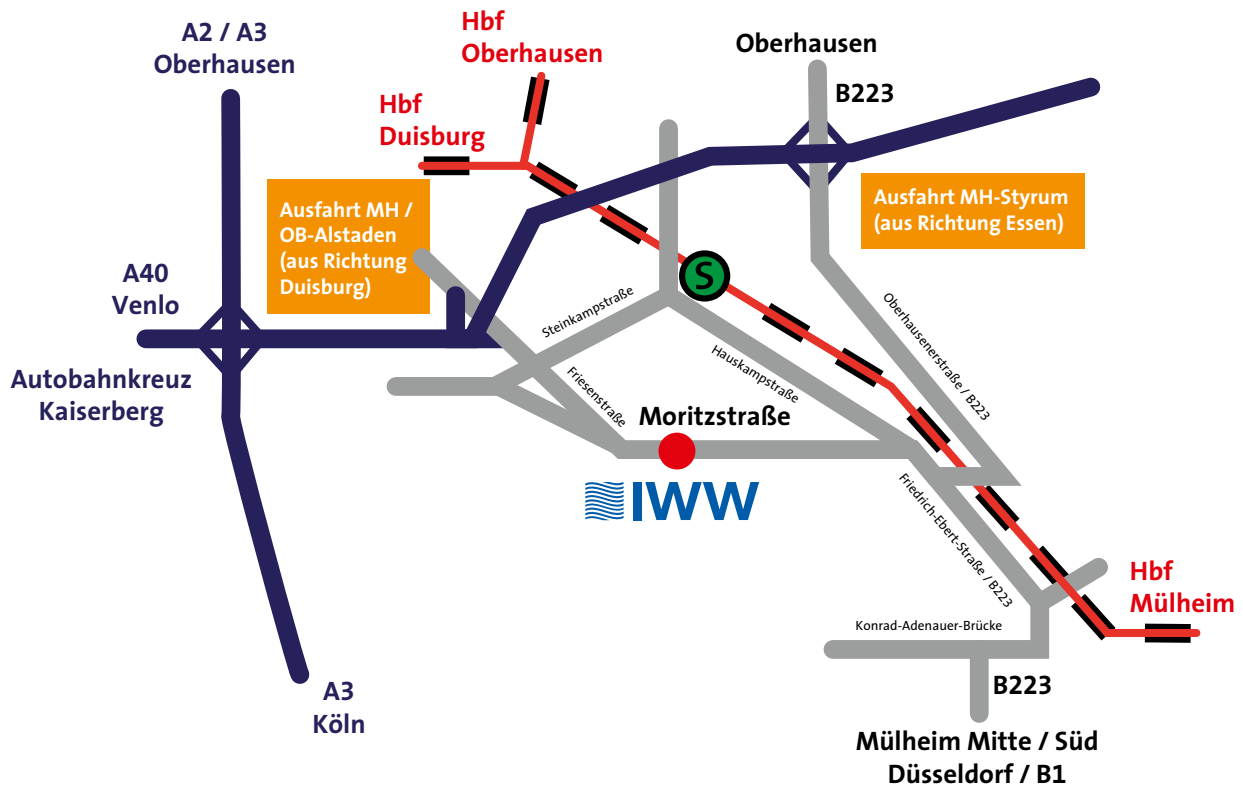 A2 / A3
Oberhausen
Hbf
Oberhausen
Oberhausen
B223
Hbf
Duisburg
Ausfahrt MH /
OB-Alstaden
(aus Richtung
Duisburg)
Ausfahrt MH-Styrum
(aus Richtung Essen)
A40
Venlo
S
Steinkampstraße
Oberhausenerstraße / B223
Hauskampstraße
Autobahnkreuz
Kaiserberg
Friesenstraße
Moritzstraße
IWW
Friedrich-Ebert-Straße / B223
Hbf
Mülheim
Konrad-Adenauer-Brücke
B223
A3
Köln
Mülheim Mitte / Süd
Düsseldorf / B1